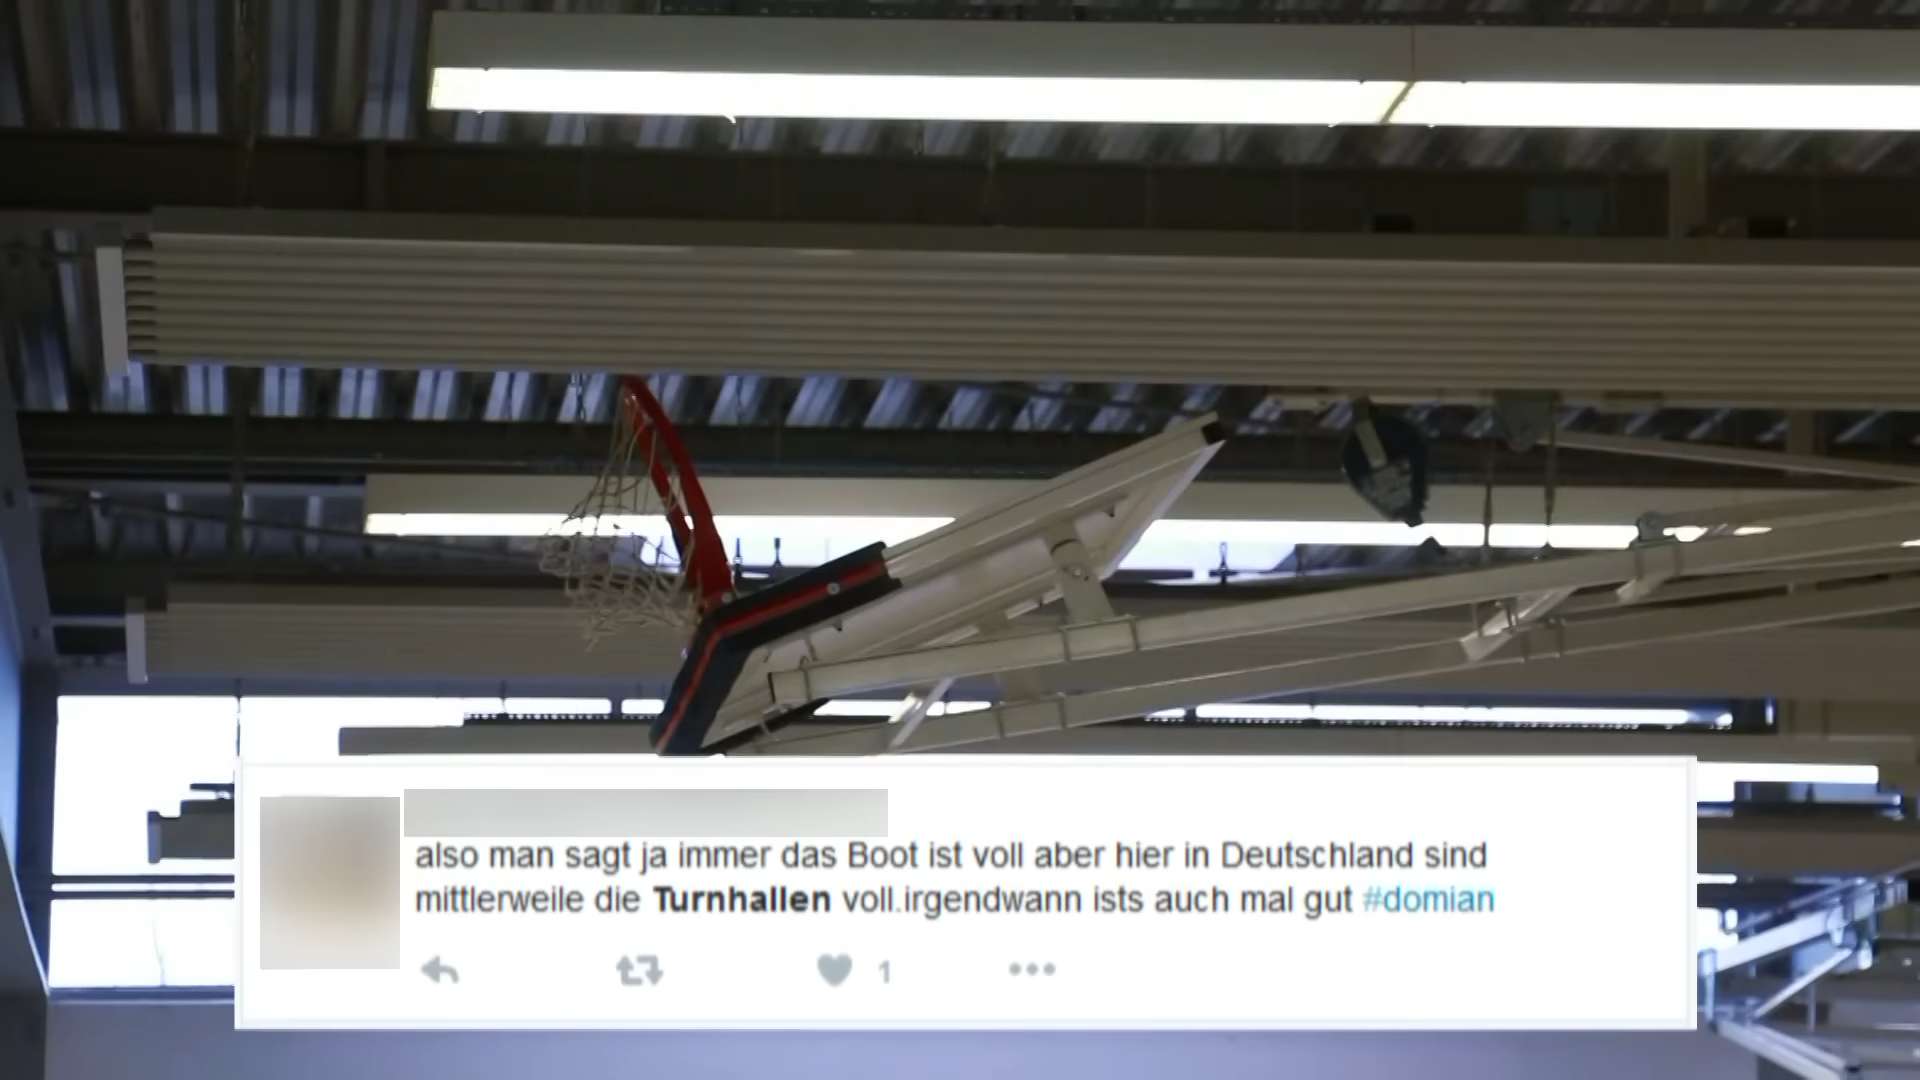 also man sagt ja immer das Boot ist voll aber hier in Deutschland sind
mittlerweile die Turnhallen voll.irgendwann ists auch mal gut #domian
1